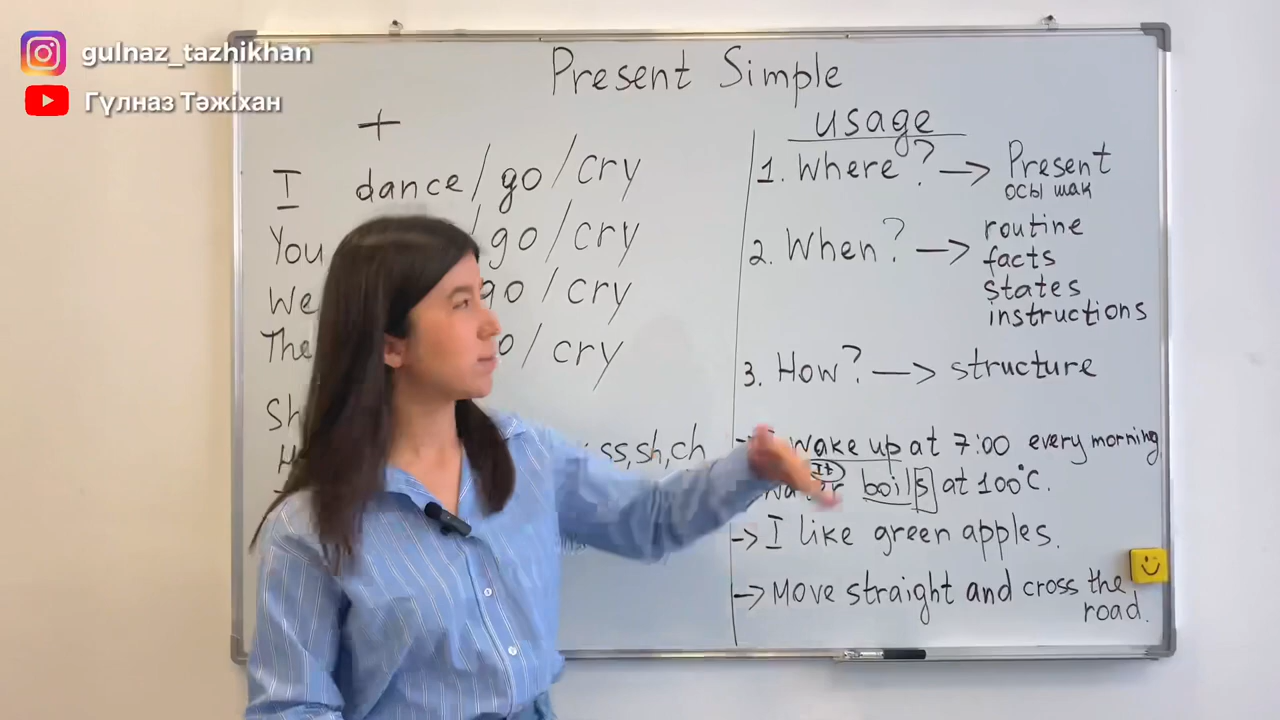 gulnaz_tazhikhan
Гүлназ Тәжіхан
Present Simple
+
I dance/go/cry
You /go/cry
We go/cry
The /cry
Sh
ss,sh,ch
usage
1. Where? → Present
осы шақ
2. When? → routine
facts
states
instructions
3. How? → structure
wake up at 7:00 every morning
It
Water boils at 100°C.
→ I like green apples.
→ Move straight and cross the
road.